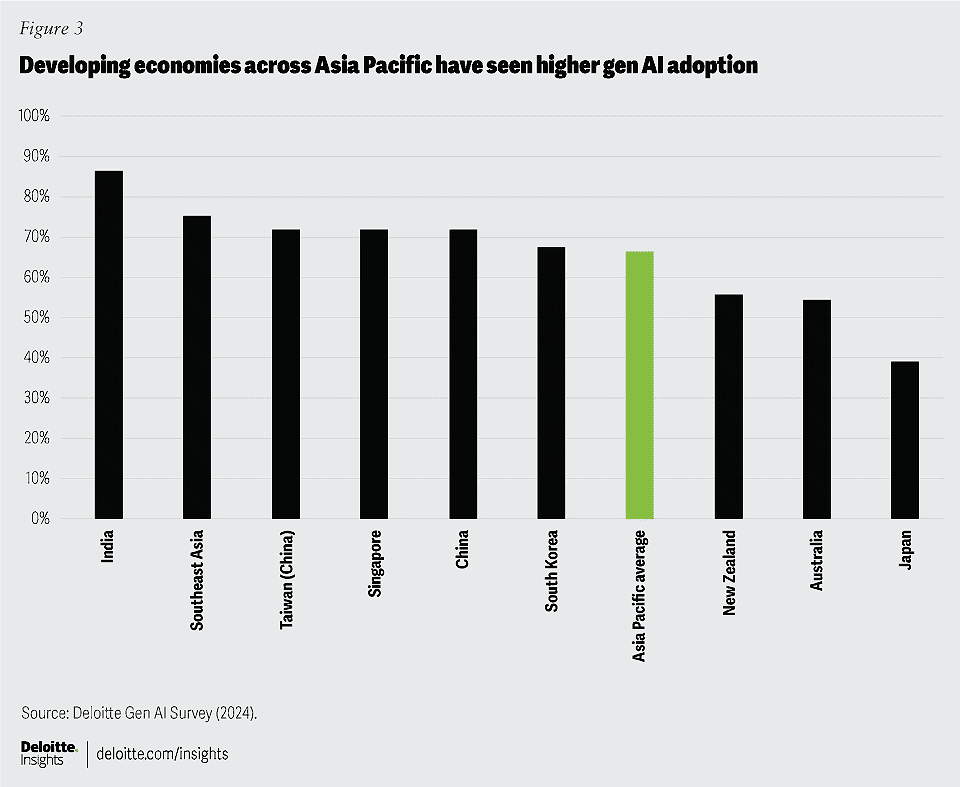 Figure 3
Developing economies across Asia Pacific have seen higher gen AI adoption
100%
90%
80%
70%
60%
50%
40%
30%
20%
10%
0%
India
Southeast Asia
Taiwan (China)
Singapore
China
South Korea
Asia Pacific average
New Zealand
Australia
Japan
Source: Deloitte Gen AI Survey (2024).
Deloitte.
Insights
deloitte.com/insights